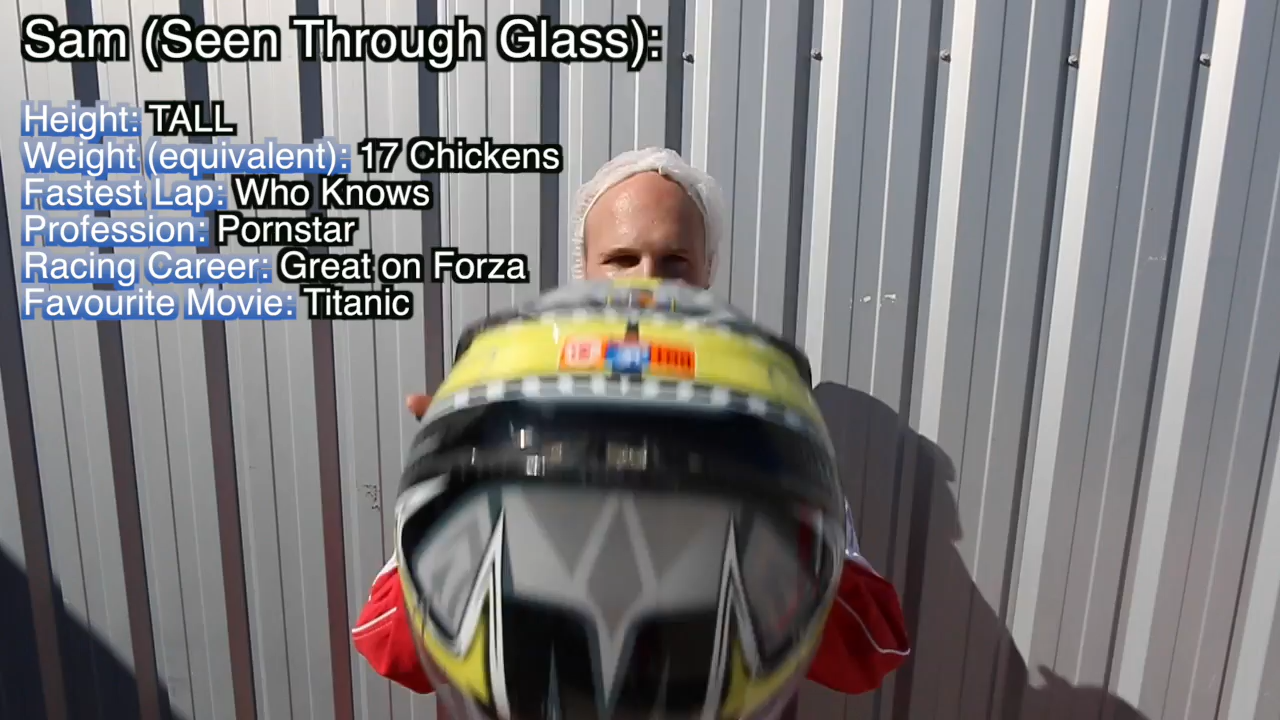 Sam (Seen Through Glass):
Height: TALL
Weight (equivalent): 17 Chickens
Fastest Lap: Who Knows
Profession: Pornstar
Racing Career: Great on Forza
Favourite Movie: Titanic